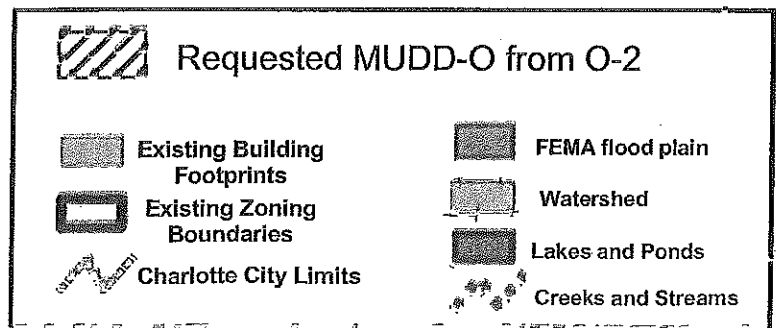 Requested MUDD-O from O-2
Existing Building
Footprints
Existing Zoning
Boundaries
Charlotte City Limits
FEMA flood plain
Watershed
Lakes and Ponds
Creeks and Streams